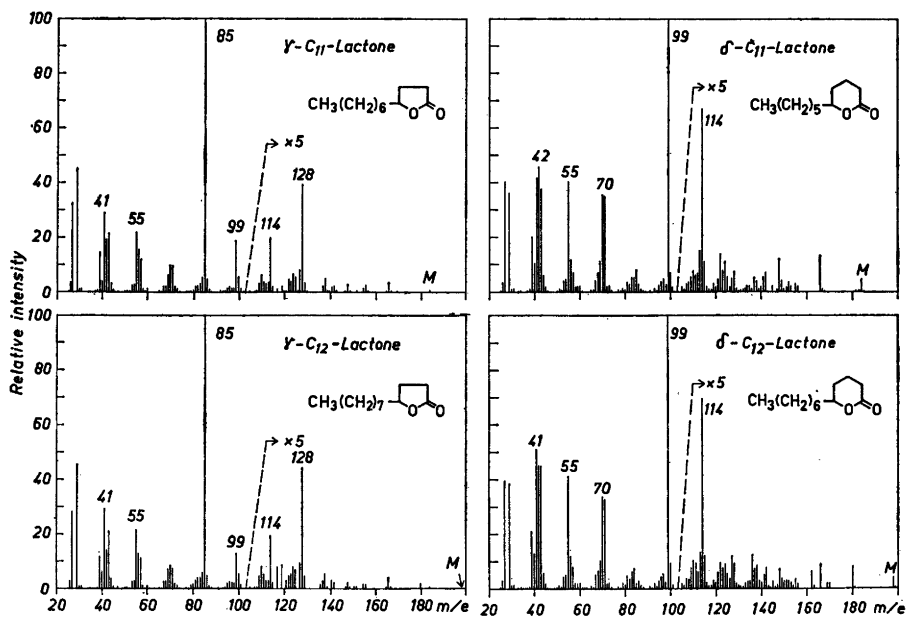 100
80
60
40
20
0
85
γ-C11-Lactone
CH3(CH2)6
O
O
×5
41
55
99
114
128
M
99
δ-C11-Lactone
CH3(CH2)5
O
O
×5
114
42
55
70
M
Relative intensity
100
80
60
40
20
0
85
γ-C12-Lactone
CH3(CH2)7
O
O
×5
41
55
99
114
128
M
20 40 60 80 100 120 140 160 m/e
99
δ-C12-Lactone
CH3(CH2)6
O
O
×5
114
41
55
70
M
20 40 60 80 100 120 140 160 m/e